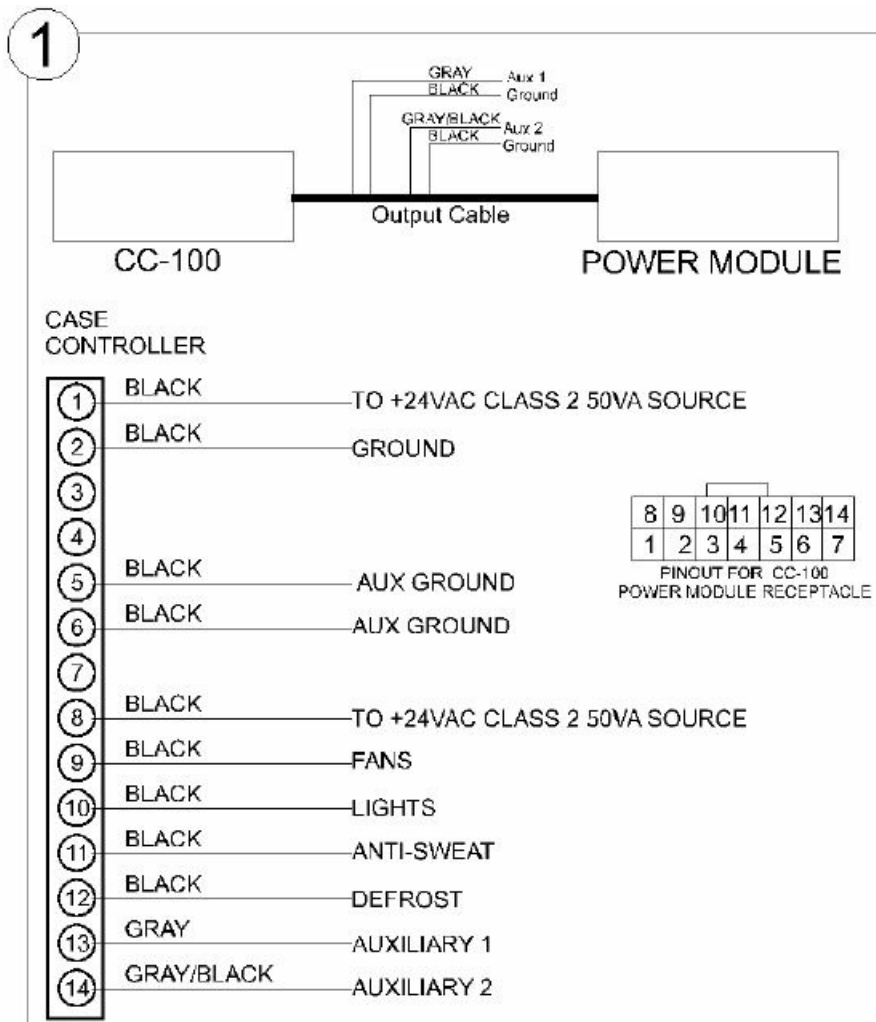 1
GRAY Aux 1
BLACK Ground
GRAY/BLACK Aux 2
BLACK Ground
Output Cable
CC-100
POWER MODULE
CASE
CONTROLLER
1 BLACK TO +24VAC CLASS 2 50VA SOURCE
2 BLACK GROUND
3
4
5 BLACK AUX GROUND
6 BLACK AUX GROUND
7
8 BLACK TO +24VAC CLASS 2 50VA SOURCE
9 BLACK FANS
10 BLACK LIGHTS
11 BLACK ANTI-SWEAT
12 BLACK DEFROST
13 GRAY AUXILIARY 1
14 GRAY/BLACK AUXILIARY 2
8 9 10 11 12 13 14
1 2 3 4 5 6 7
PINOUT FOR CC-100
POWER MODULE RECEPTACLE